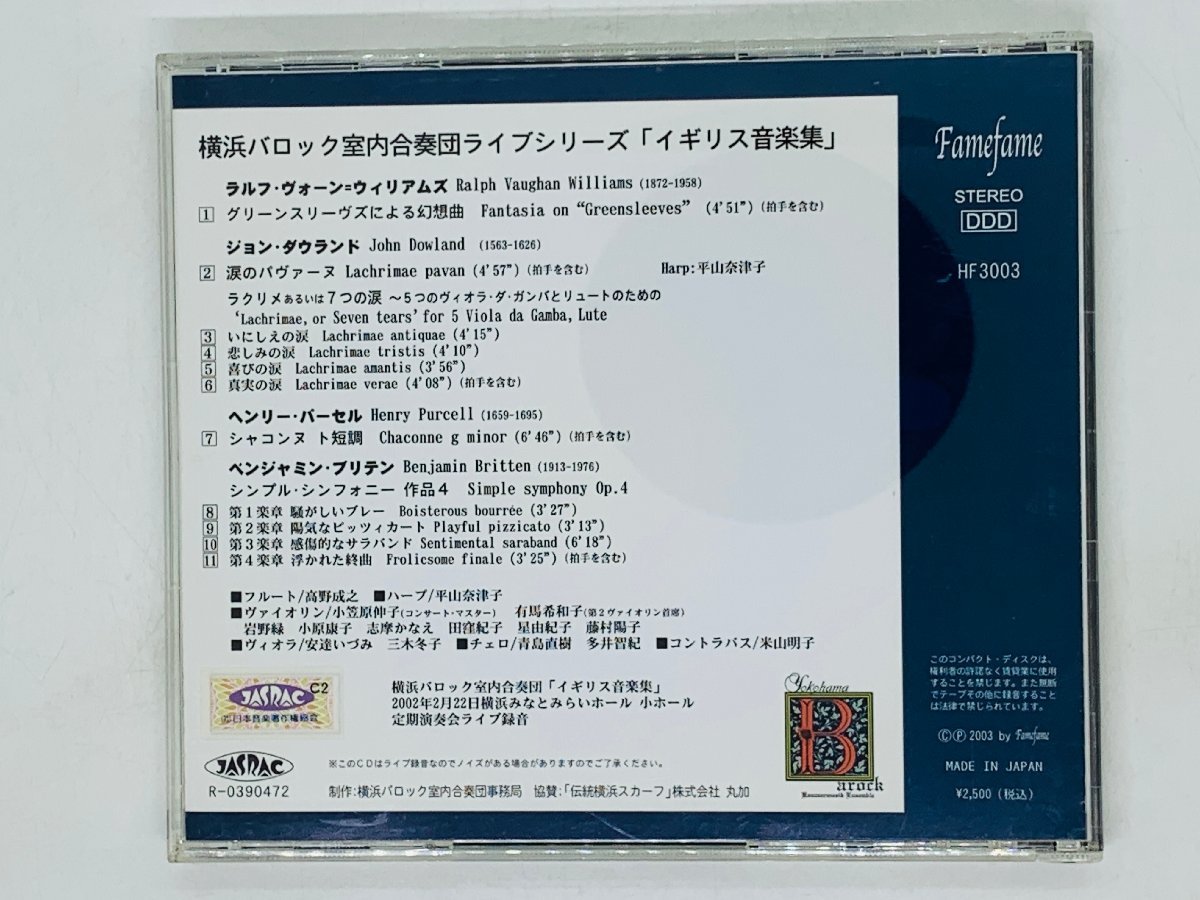 横浜バロック室内合奏団ライブシリーズ「イギリス音楽集」
ラルフ・ヴォーン=ウィリアムズ Ralph Vaughan Williams (1872-1958)
1 グリーンスリーヴズによる幻想曲 Fantasia on “Greensleeves” (4'51”) (拍手を含む)
ジョン・ダウランド John Dowland (1563-1626)
2 涙のパヴァーヌ Lachrimae pavan (4'57”) (拍手を含む) Harp:平山奈津子
ラクリメあるいは7つの涙 ～5つのヴィオラ・ダ・ガンバとリュートのための
‘Lachrimae, or Seven tears’ for 5 Viola da Gamba, Lute
3 いにしえの涙 Lachrimae antiquae (4'15”)
4 悲しみの涙 Lachrimae tristis (4'10”)
5 喜びの涙 Lachrimae amantis (3'56”)
6 真実の涙 Lachrimae verae (4'08”) (拍手を含む)
ヘンリー・パーセル Henry Purcell (1659-1695)
7 シャコンヌ ト短調 Chaconne g minor (6'46”) (拍手を含む)
ベンジャミン・ブリテン Benjamin Britten (1913-1976)
シンプル・シンフォニー 作品4 Simple symphony Op.4
8 第1楽章 騒がしいブレー Boisterous bourrée (3'27”)
9 第2楽章 陽気なピッツィカート Playful pizzicato (3'13”)
10 第3楽章 感傷的なサラバンド Sentimental saraband (6'18”)
11 第4楽章 浮かれた終曲 Frolicsome finale (3'25”) (拍手を含む)
■フルート/高野成之 ■ハープ/平山奈津子
■ヴァイオリン/小笠原伸子(コンサート・マスター) 有馬希和子(第2ヴァイオリン首席)
岩野緑 小原康子 志摩かなえ 田窪紀子 星由紀子 藤村陽子
■ヴィオラ/安達いづみ 三木冬子 ■チェロ/青島直樹 多井智紀 ■コントラバス/米山明子
横浜バロック室内合奏団「イギリス音楽集」
2002年2月22日横浜みなとみらいホール 小ホール
定期演奏会ライブ録音
※このCDはライブ録音なのでノイズがある場合がありますのでご了承ください。
制作:横浜バロック室内合奏団事務局 協賛:「伝統横浜スカーフ」株式会社 丸加
JASRAC C2
JASRAC
R-0390472
Yokohama
Barock
Famefame
STEREO
DDD
HF3003
このコンパクト・ディスクは、
権利者の許諾なく賃貸業に使用
することを禁じます。また無断
でテープその他に録音すること
は法律で禁じられています。
©℗ 2003 by Famefame
MADE IN JAPAN
¥2,500 (税込)